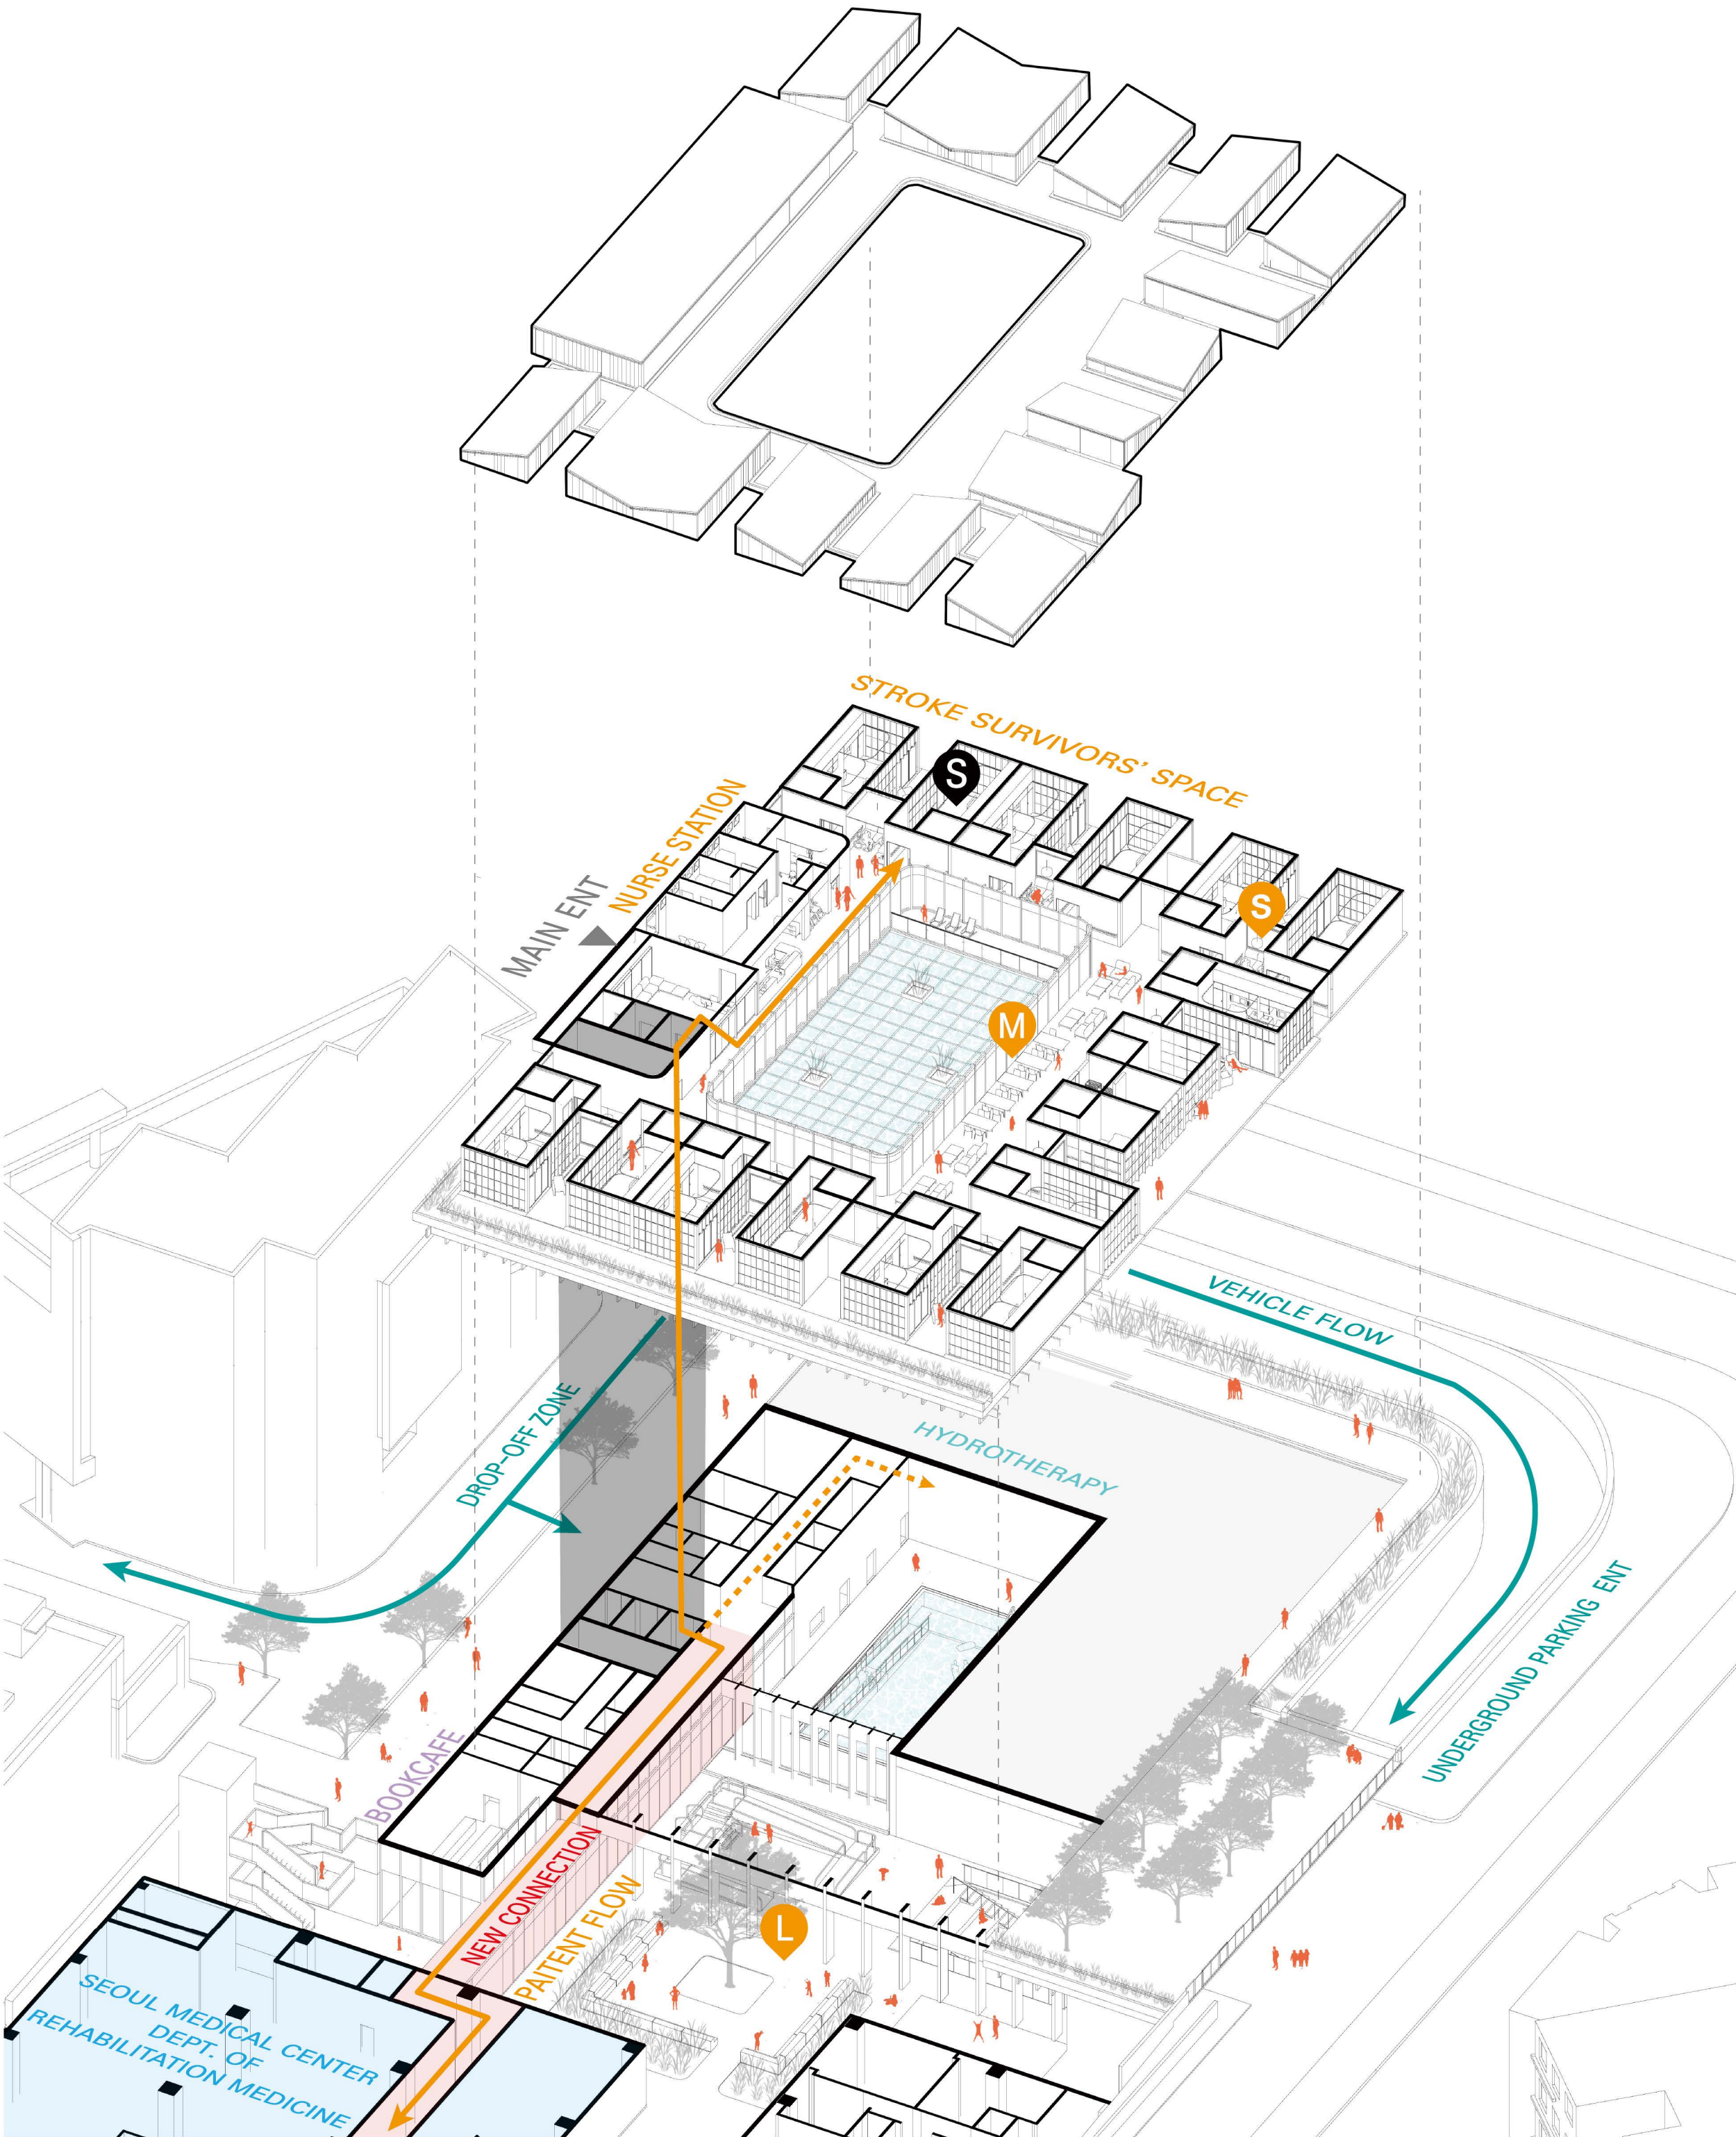 STROKE SURVIVORS' SPACE
S
NURSE STATION
MAIN ENT
S
M
VEHICLE FLOW
DROP-OFF ZONE
HYDROTHERAPY
UNDERGROUND PARKING ENT
BOOKCAFE
NEW CONNECTION
PAITENT FLOW
L
SEOUL MEDICAL CENTER
DEPT. OF
REHABILITATION MEDICINE